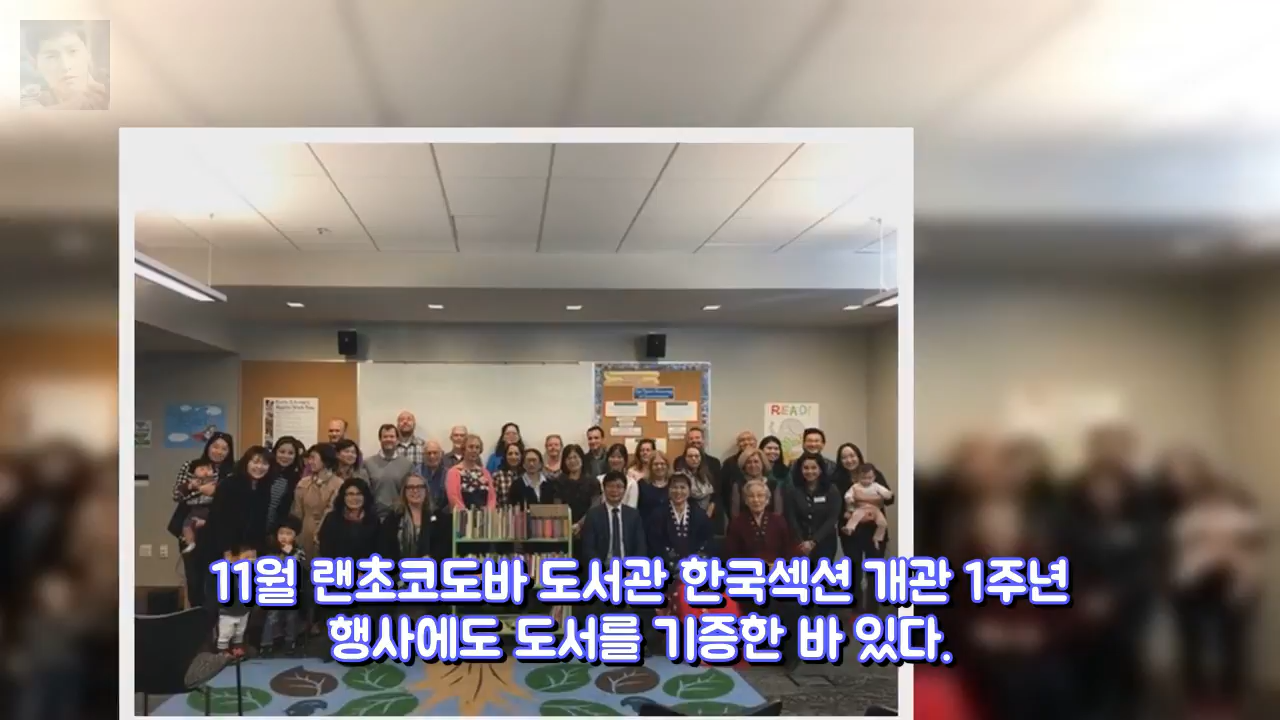 READ!
11월 랜초코도바 도서관 한국섹션 개관 1주년
행사에도 도서를 기증한 바 있다.